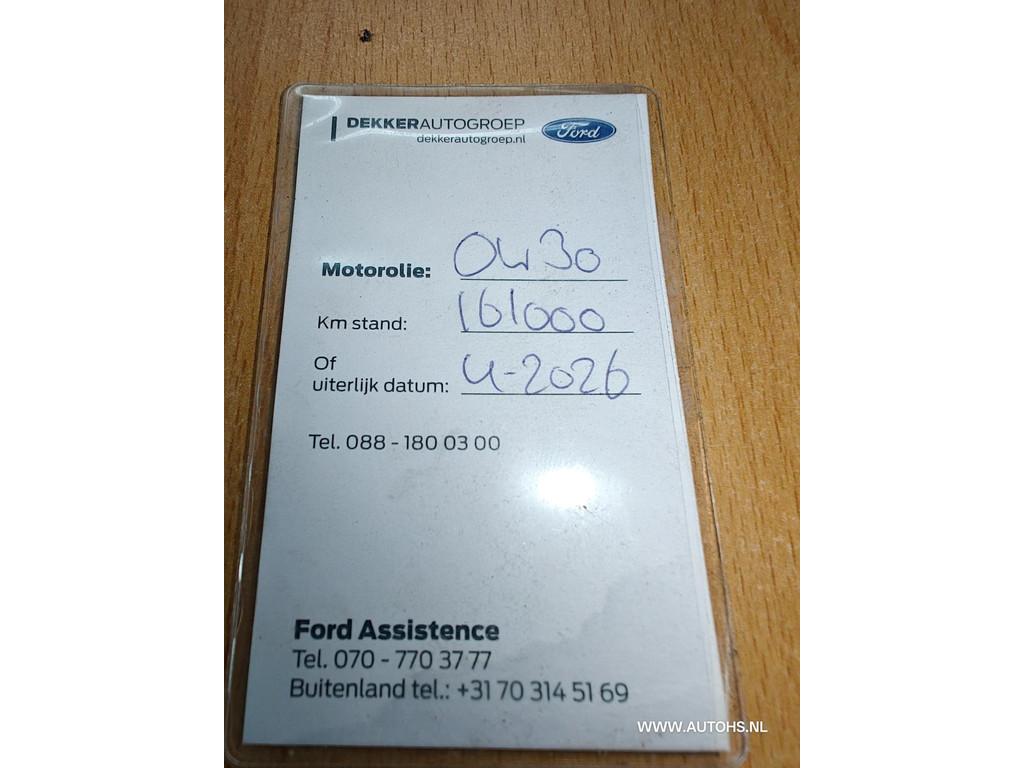 DEKKERAUTOGROEP
Ford
dekkerautogroep.nl
Motorolie: 0W30
Km stand: 161000
Of
uiterlijk datum: 4-2026
Tel. 088 - 180 03 00
Ford Assistence
Tel. 070 - 770 37 77
Buitenland tel.: +31 70 314 51 69
WWW.AUTOHS.NL